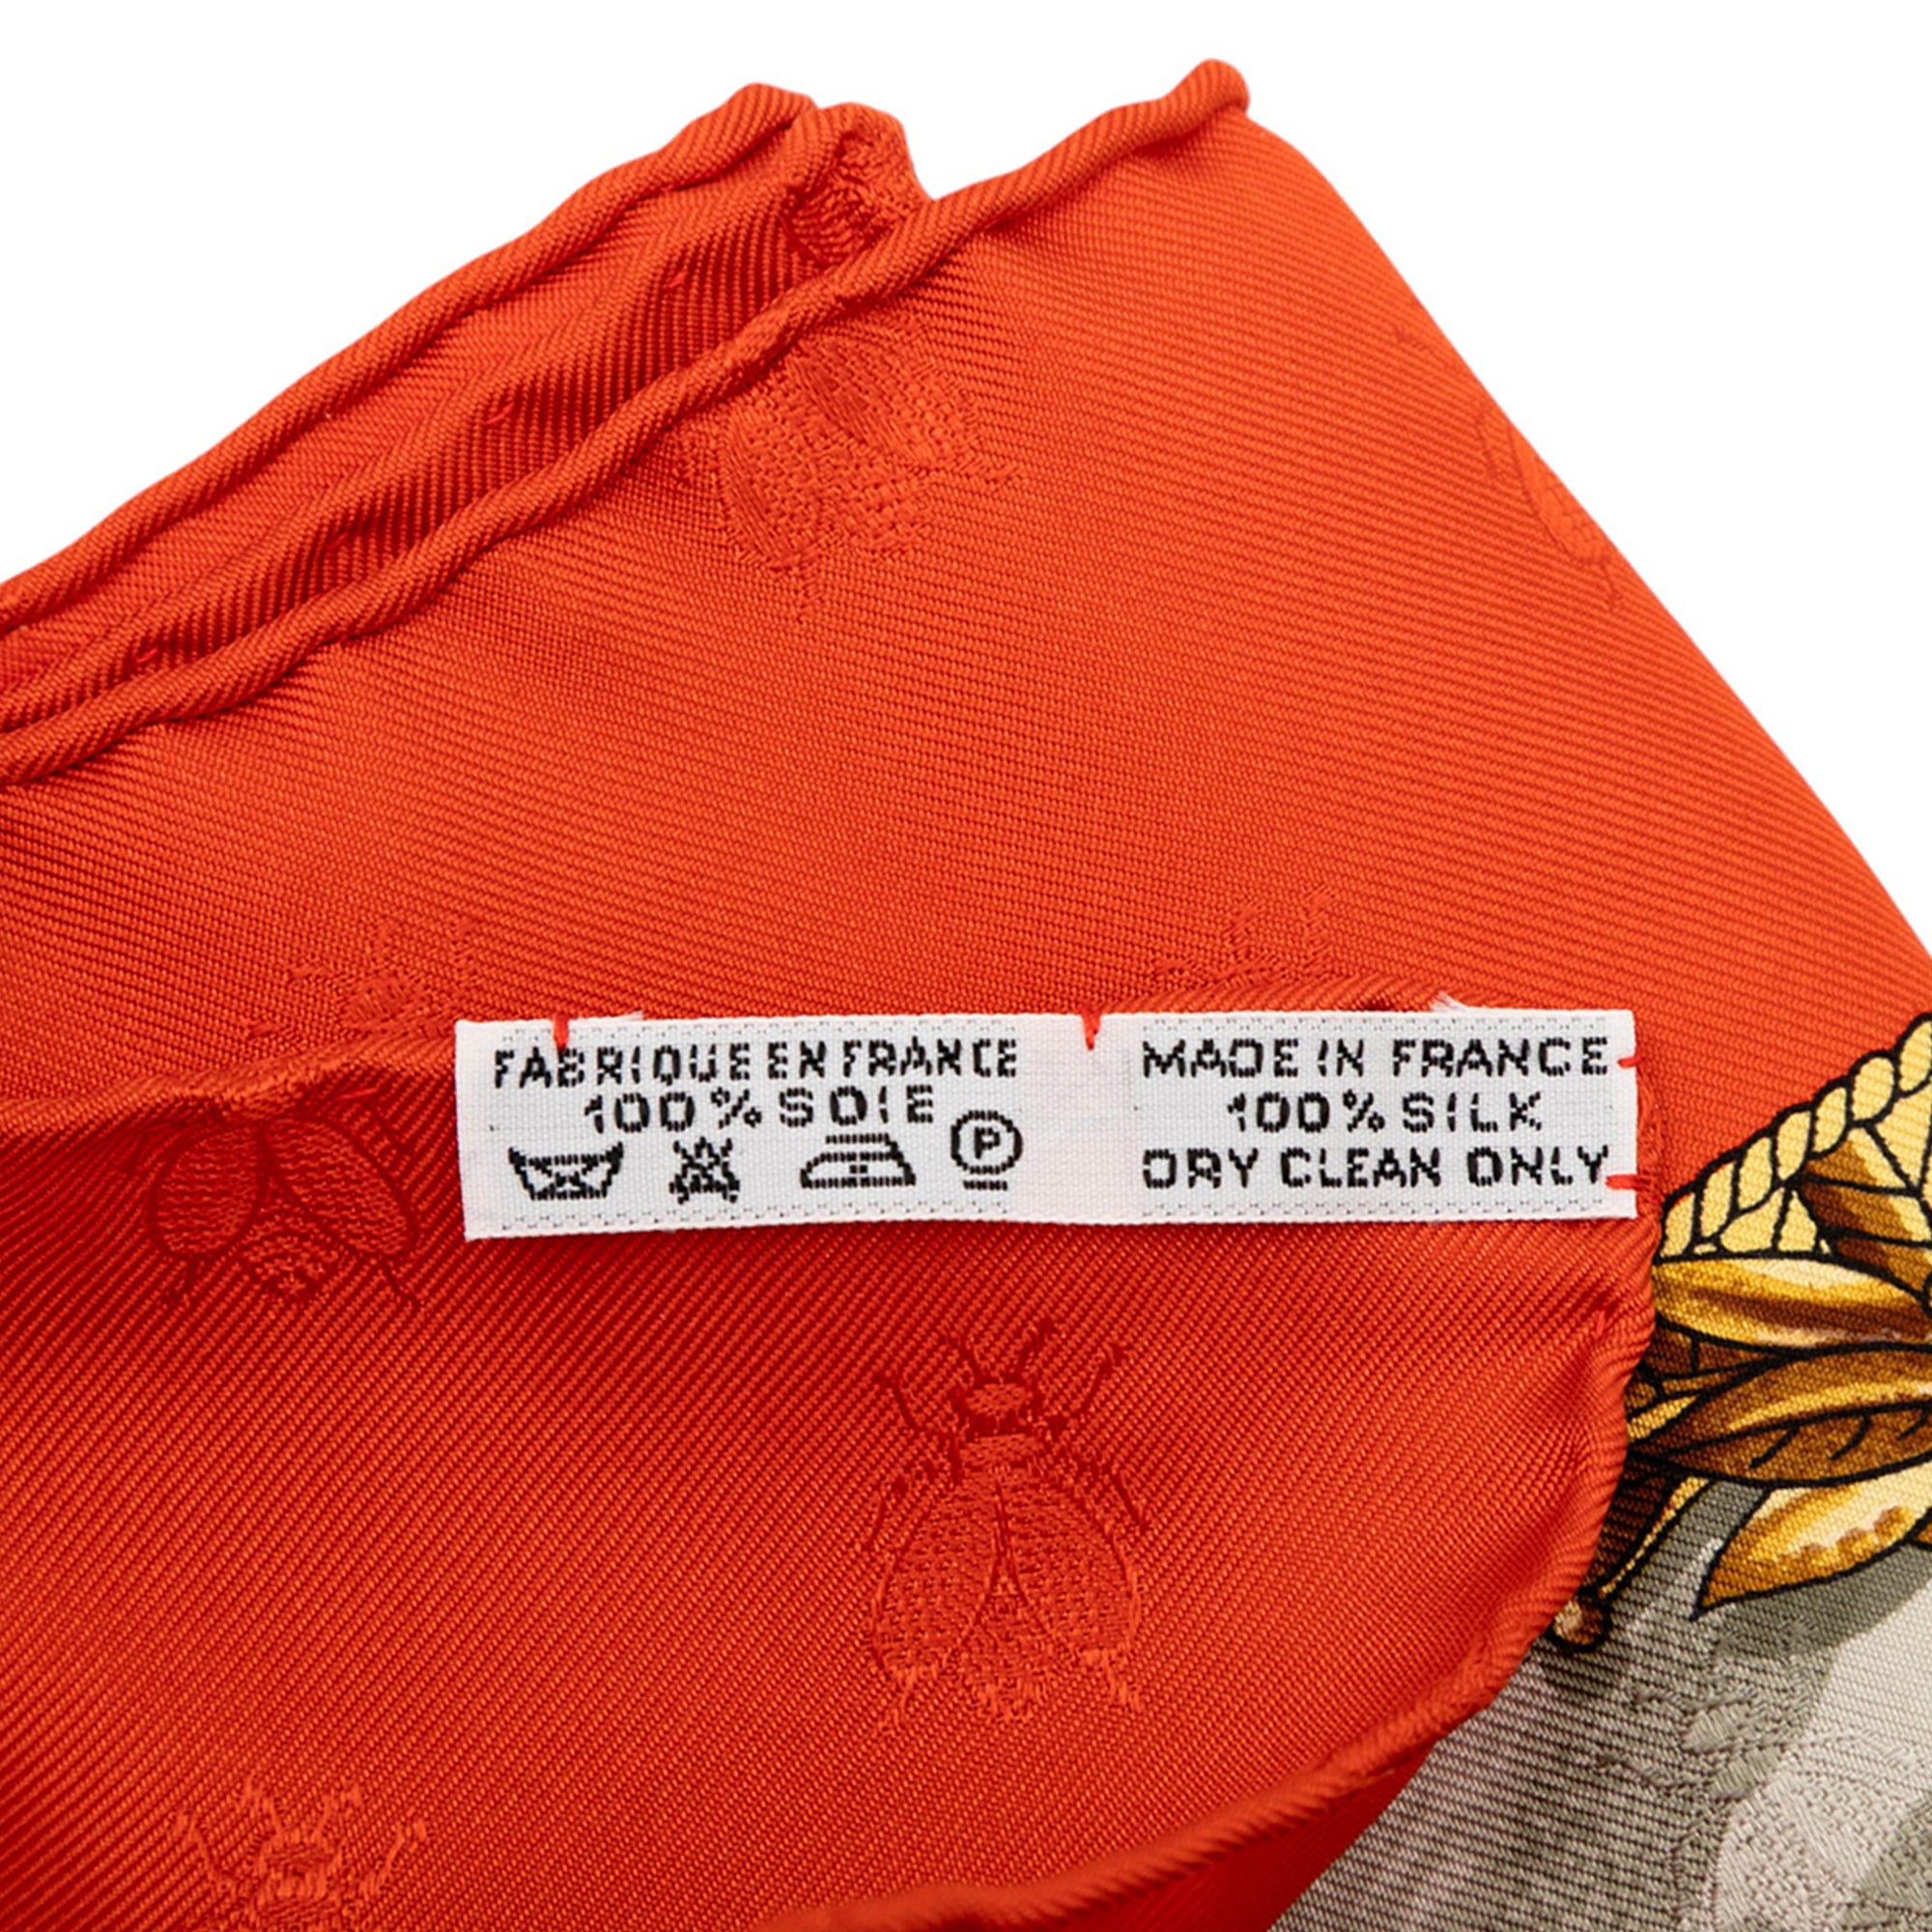 FABRIQUE EN FRANCE
100% SOIE
P
MADE IN FRANCE
100% SILK
DRY CLEAN ONLY